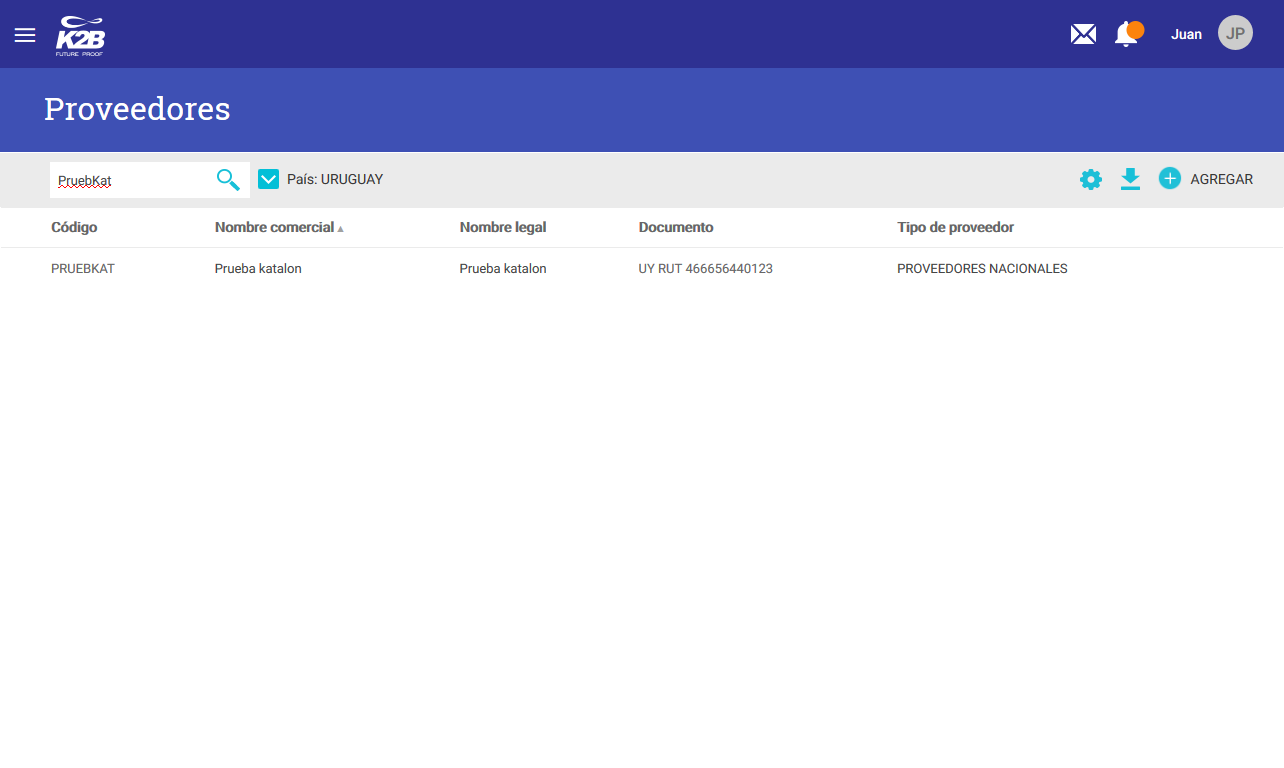 K2B
FUTURE PROOF
Juan
JP
Proveedores
PruebKat
País: URUGUAY
AGREGAR
Código Nombre comercial Nombre legal Documento Tipo de proveedor
PRUEBKAT Prueba katalon Prueba katalon UY RUT 466656440123 PROVEEDORES NACIONALES